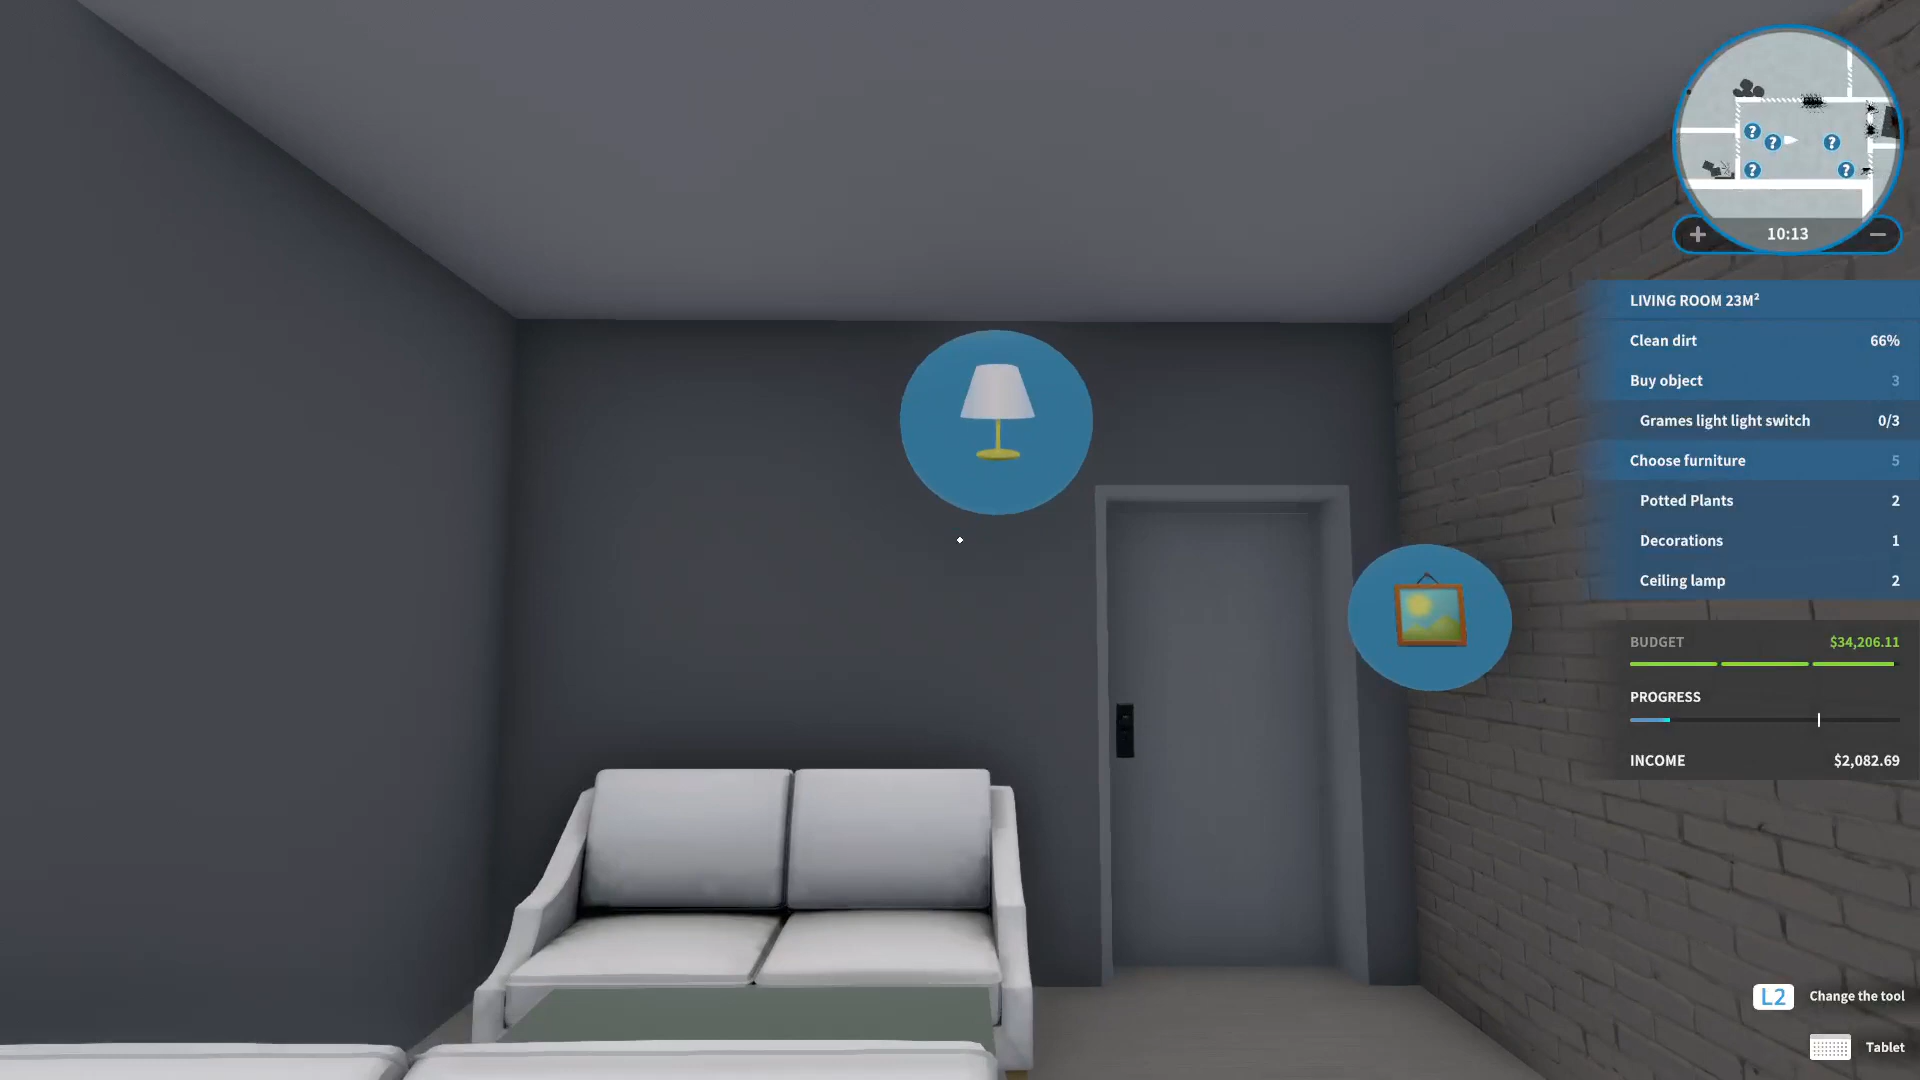 10:13
LIVING ROOM 23M²
Clean dirt 66%
Buy object 3
Grames light light switch 0/3
Choose furniture 5
Potted Plants 2
Decorations 1
Ceiling lamp 2
BUDGET $34,206.11
PROGRESS
INCOME $2,082.69
L2 Change the tool
Tablet